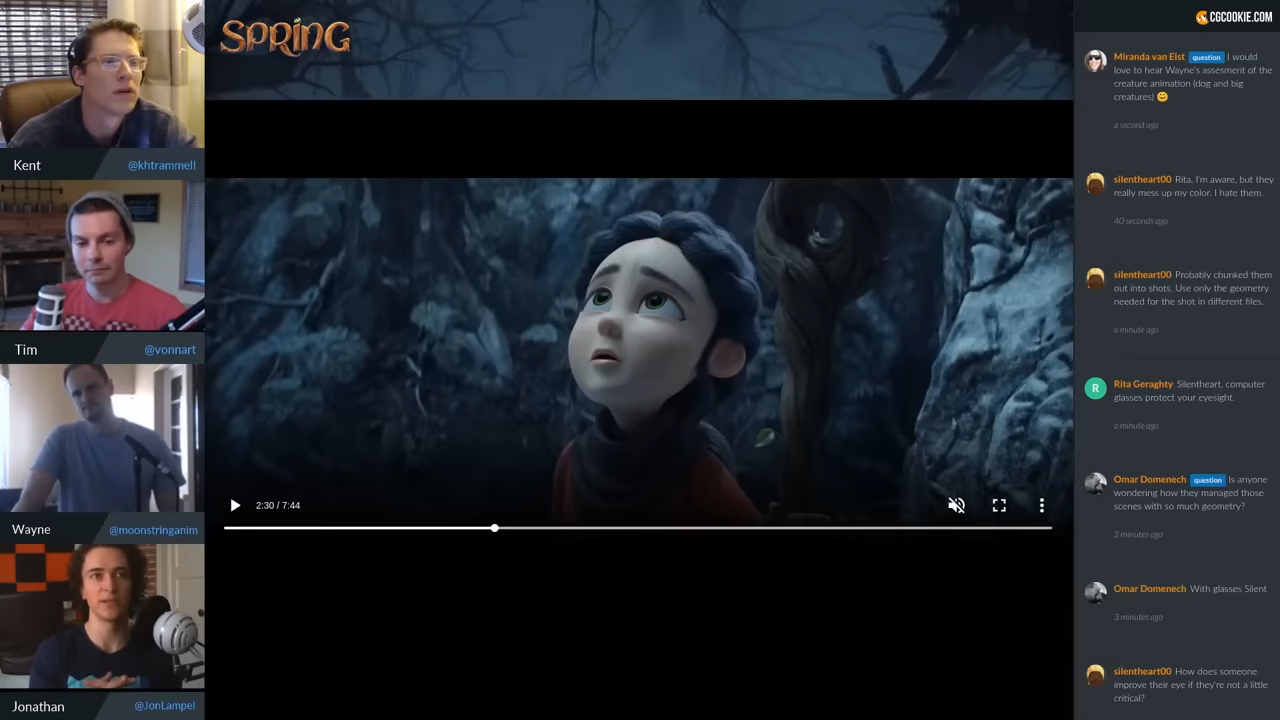 SPRING
CGCOOKIE.COM
Kent @khtrammell
Tim @vonnart
Wayne @moonstringanim
Jonathan @JonLampel
2:30 / 7:44
Miranda van Elst question I would
love to hear Wayne's assesment of the
creature animation (dog and big
creatures)
a second ago
silentheart00 Rita, I'm aware, but they
really mess up my color. I hate them.
40 seconds ago
silentheart00 Probably chunked them
out into shots. Use only the geometry
needed for the shot in different files.
a minute ago
R
Rita Geraghty Silentheart, computer
glasses protect your eyesight.
a minute ago
Omar Domenech question Is anyone
wondering how they managed those
scenes with so much geometry?
2 minutes ago
Omar Domenech With glasses Silent
3 minutes ago
silentheart00 How does someone
improve their eye if they're not a little
critical?